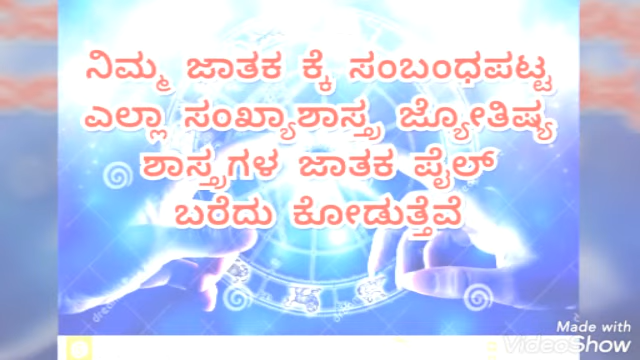 ನಿಮ್ಮ ಜಾತಕ ಕ್ಕೆ ಸಂಬಂಧಪಟ್ಟ
ಎಲ್ಲಾ ಸಂಖ್ಯಾಶಾಸ್ತ್ರ ಜ್ಯೋತಿಷ್ಯ
ಶಾಸ್ತ್ರಗಳ ಜಾತಕ ಪೈಲ್
ಬರೆದು ಕೋಡುತ್ತೆವೆ
Made with
VideoShow